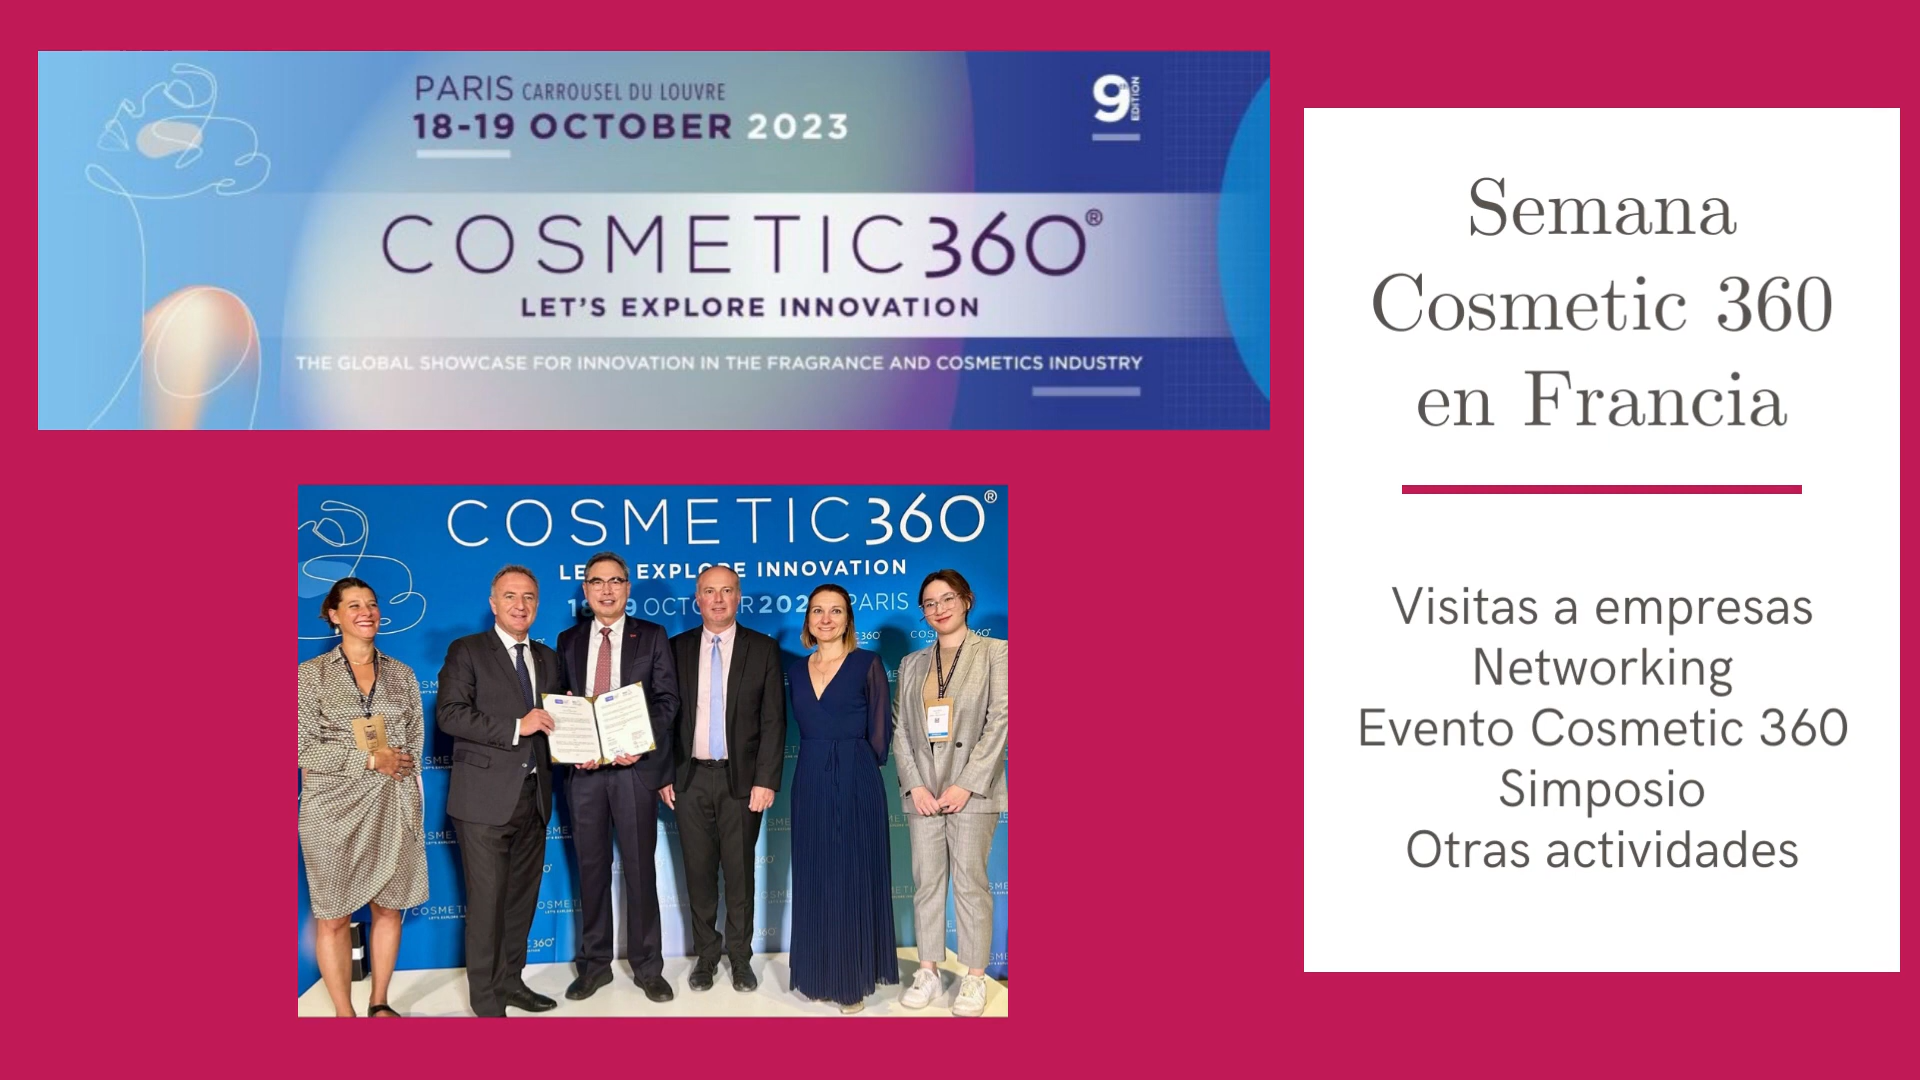 PARIS CARROUSEL DU LOUVRE
18-19 OCTOBER 2023
9 EDITION
COSMETIC360®
LET'S EXPLORE INNOVATION
THE GLOBAL SHOWCASE FOR INNOVATION IN THE FRAGRANCE AND COSMETICS INDUSTRY
COSMETIC360®
EXPLORE INNOVATION
PARIS
Semana
Cosmetic 360
en Francia
Visitas a empresas
Networking
Evento Cosmetic 360
Simposio
Otras actividades